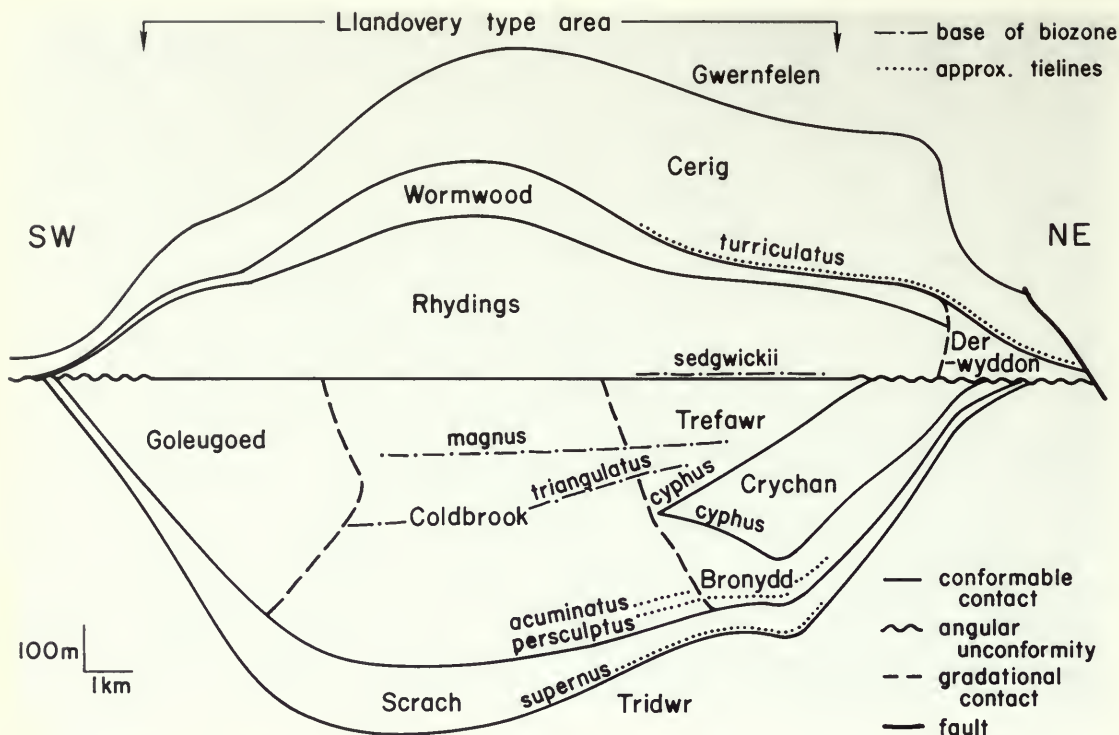 Llandovery type area
base of biozone
approx. tielines
Gwernfelen
Cerig
Wormwood
SW
NE
turriculatus
Rhydings
Der
-wyddon
sedgwickii
Goleugoed
Trefawr
magnus
triangulatus
cyphus
Coldbrook
Crychan
cyphus
Bronydd
acuminatus
persculptus
100m
1km
Scrach
supernus
Tridwr
conformable
contact
angular
unconformity
gradational
contact
fault